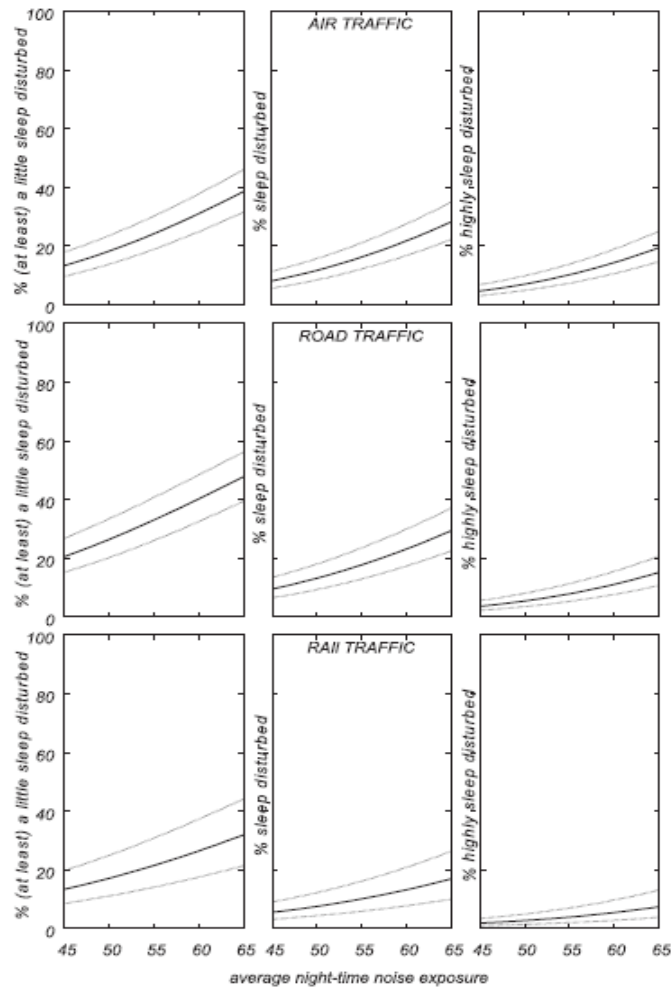 AIR TRAFFIC
% (at least) a little sleep disturbed
100
80
60
40
20
0
% sleep disturbed
% highly sleep disturbed
ROAD TRAFFIC
% (at least) a little sleep disturbed
100
80
60
40
20
0
% sleep disturbed
% highly sleep disturbed
RAIl TRAFFIC
% (at least) a little sleep disturbed
100
80
60
40
20
0
% sleep disturbed
% highly sleep disturbed
45 50 55 60 65 45 50 55 60 65 45 50 55 60 65
average night-time noise exposure